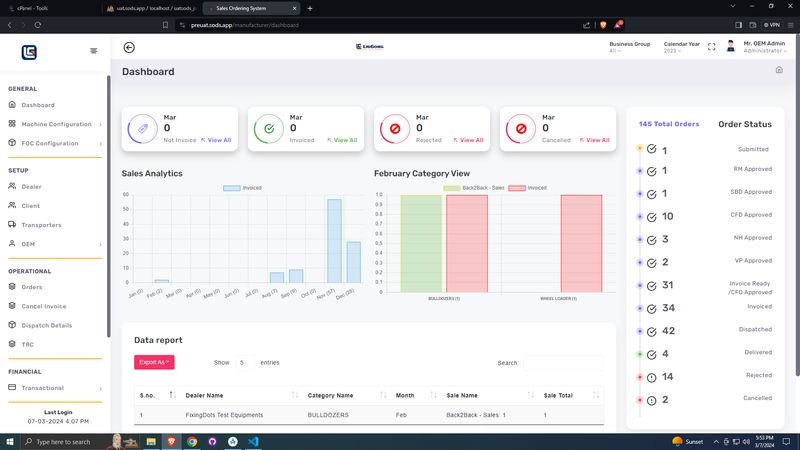 cPanel - Tools
uat.sods.app / localhost / uatsods_p
Sales Ordering System
preuat.sods.app/manufacturer/dashboard
VPN
LiuGong
Business Group
All
Calendar Year
2023
Mr. OEM Admin
Administrator
GENERAL
Dashboard
Machine Configuration
FOC Configuration
SETUP
Dealer
Client
Transporters
OEM
OPERATIONAL
Orders
Cancel Invoice
Dispatch Details
TRC
FINANCIAL
Transactional
Last Login
07-03-2024 4:07 PM
Dashboard
Mar
0
Not Invoice
View All
Mar
0
Invoiced
View All
Mar
0
Rejected
View All
Mar
0
Cancelled
View All
Sales Analytics
Invoiced
60
50
40
30
20
10
0
Jan (0)
Feb (2)
Mar (0)
Apr (0)
May (0)
Jun (0)
Jul (0)
Aug (7)
Sep (9)
Oct (0)
Nov (57)
Dec (28)
February Category View
Back2Back - Sales
Invoiced
1.0
0.9
0.8
0.7
0.6
0.5
0.4
0.3
0.2
0.1
0
BULLDOZERS (1)
WHEEL LOADER (1)
145 Total Orders
Order Status
1 Submitted
1 RM Approved
1 SBD Approved
10 CFD Approved
3 NH Approved
2 VP Approved
31 Invoice Ready
/CFO Approved
34 Invoiced
42 Dispatched
4 Delivered
14 Rejected
2 Cancelled
Data report
Export As
Show 5 entries
Search:
S.no. Dealer Name Category Name Month Sale Name Sale Total
1 FixingDots Test Equipments BULLDOZERS Feb Back2Back - Sales: 1 1
Type here to search
Sunset
5:53 PM
3/7/2024